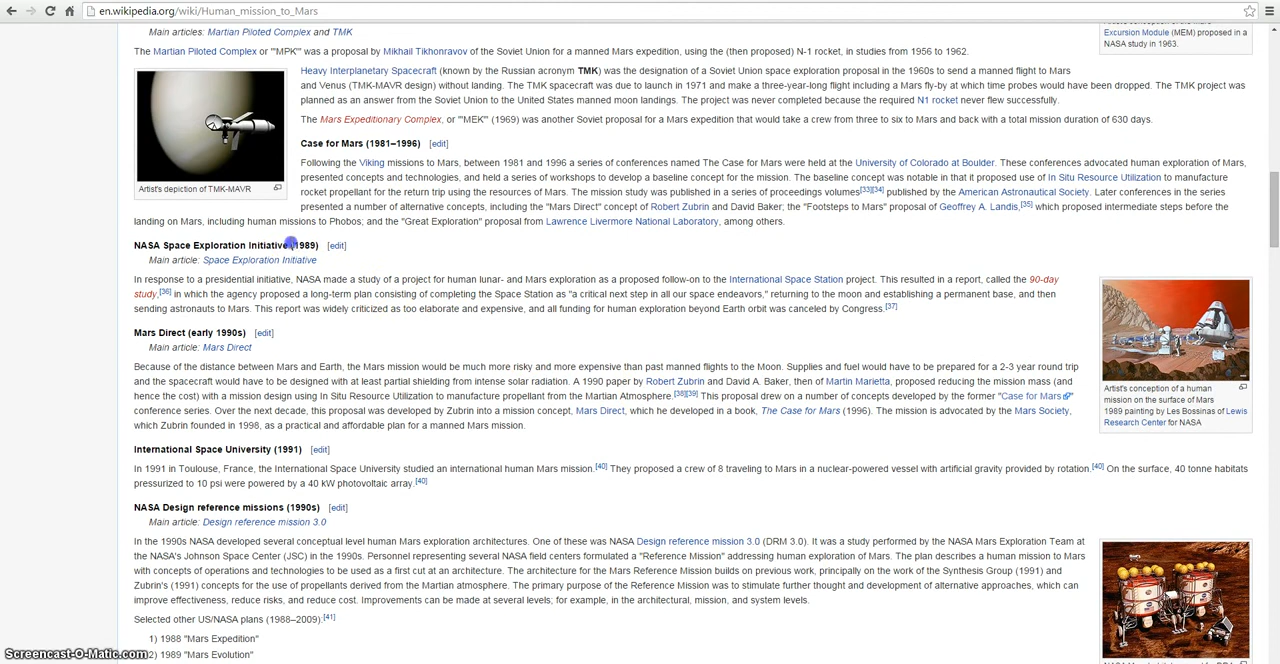 en.wikipedia.org/wiki/Human_mission_to_Mars
Main articles: Martian Piloted Complex and TMK
The Martian Piloted Complex or "'MPK'" was a proposal by Mikhail Tikhonravov of the Soviet Union for a manned Mars expedition, using the (then proposed) N-1 rocket, in studies from 1956 to 1962.
Excursion Module (MEM) proposed in a
NASA study in 1963.
Heavy Interplanetary Spacecraft (known by the Russian acronym TMK) was the designation of a Soviet Union space exploration proposal in the 1960s to send a manned flight to Mars
and Venus (TMK-MAVR design) without landing. The TMK spacecraft was due to launch in 1971 and make a three-year-long flight including a Mars fly-by at which time probes would have been dropped. The TMK project was
planned as an answer from the Soviet Union to the United States manned moon landings. The project was never completed because the required N1 rocket never flew successfully.
The Mars Expeditionary Complex, or "'MEK'" (1969) was another Soviet proposal for a Mars expedition that would take a crew from three to six to Mars and back with a total mission duration of 630 days.
Artist's depiction of TMK-MAVR
Case for Mars (1981–1996) [edit]
Following the Viking missions to Mars, between 1981 and 1996 a series of conferences named The Case for Mars were held at the University of Colorado at Boulder. These conferences advocated human exploration of Mars,
presented concepts and technologies, and held a series of workshops to develop a baseline concept for the mission. The baseline concept was notable in that it proposed use of In Situ Resource Utilization to manufacture
rocket propellant for the return trip using the resources of Mars. The mission study was published in a series of proceedings volumes[33][34] published by the American Astronautical Society. Later conferences in the series
presented a number of alternative concepts, including the "Mars Direct" concept of Robert Zubrin and David Baker; the "Footsteps to Mars" proposal of Geoffrey A. Landis,[35] which proposed intermediate steps before the
landing on Mars, including human missions to Phobos; and the "Great Exploration" proposal from Lawrence Livermore National Laboratory, among others.
NASA Space Exploration Initiative (1989) [edit]
Main article: Space Exploration Initiative
In response to a presidential initiative, NASA made a study of a project for human lunar- and Mars exploration as a proposed follow-on to the International Space Station project. This resulted in a report, called the 90-day
study,[36] in which the agency proposed a long-term plan consisting of completing the Space Station as "a critical next step in all our space endeavors," returning to the moon and establishing a permanent base, and then
sending astronauts to Mars. This report was widely criticized as too elaborate and expensive, and all funding for human exploration beyond Earth orbit was canceled by Congress.[37]
Mars Direct (early 1990s) [edit]
Main article: Mars Direct
Because of the distance between Mars and Earth, the Mars mission would be much more risky and more expensive than past manned flights to the Moon. Supplies and fuel would have to be prepared for a 2-3 year round trip
and the spacecraft would have to be designed with at least partial shielding from intense solar radiation. A 1990 paper by Robert Zubrin and David A. Baker, then of Martin Marietta, proposed reducing the mission mass (and
hence the cost) with a mission design using In Situ Resource Utilization to manufacture propellant from the Martian Atmosphere.[38][39] This proposal drew on a number of concepts developed by the former "Case for Mars"
conference series. Over the next decade, this proposal was developed by Zubrin into a mission concept, Mars Direct, which he developed in a book, The Case for Mars (1996). The mission is advocated by the Mars Society,
which Zubrin founded in 1998, as a practical and affordable plan for a manned Mars mission.
Artist's conception of a human
mission on the surface of Mars
1989 painting by Les Bossinas of Lewis
Research Center for NASA
International Space University (1991) [edit]
In 1991 in Toulouse, France, the International Space University studied an international human Mars mission.[40] They proposed a crew of 8 traveling to Mars in a nuclear-powered vessel with artificial gravity provided by rotation.[40] On the surface, 40 tonne habitats
pressurized to 10 psi were powered by a 40 kW photovoltaic array.[40]
NASA Design reference missions (1990s) [edit]
Main article: Design reference mission 3.0
In the 1990s NASA developed several conceptual level human Mars exploration architectures. One of these was NASA Design reference mission 3.0 (DRM 3.0). It was a study performed by the NASA Mars Exploration Team at
the NASA's Johnson Space Center (JSC) in the 1990s. Personnel representing several NASA field centers formulated a "Reference Mission" addressing human exploration of Mars. The plan describes a human mission to Mars
with concepts of operations and technologies to be used as a first cut at an architecture. The architecture for the Mars Reference Mission builds on previous work, principally on the work of the Synthesis Group (1991) and
Zubrin's (1991) concepts for the use of propellants derived from the Martian atmosphere. The primary purpose of the Reference Mission was to stimulate further thought and development of alternative approaches, which can
improve effectiveness, reduce risks, and reduce cost. Improvements can be made at several levels; for example, in the architectural, mission, and system levels.
Selected other US/NASA plans (1988–2009):[41]
1) 1988 "Mars Expedition"
2) 1989 "Mars Evolution"
Screencast-O-Matic.com